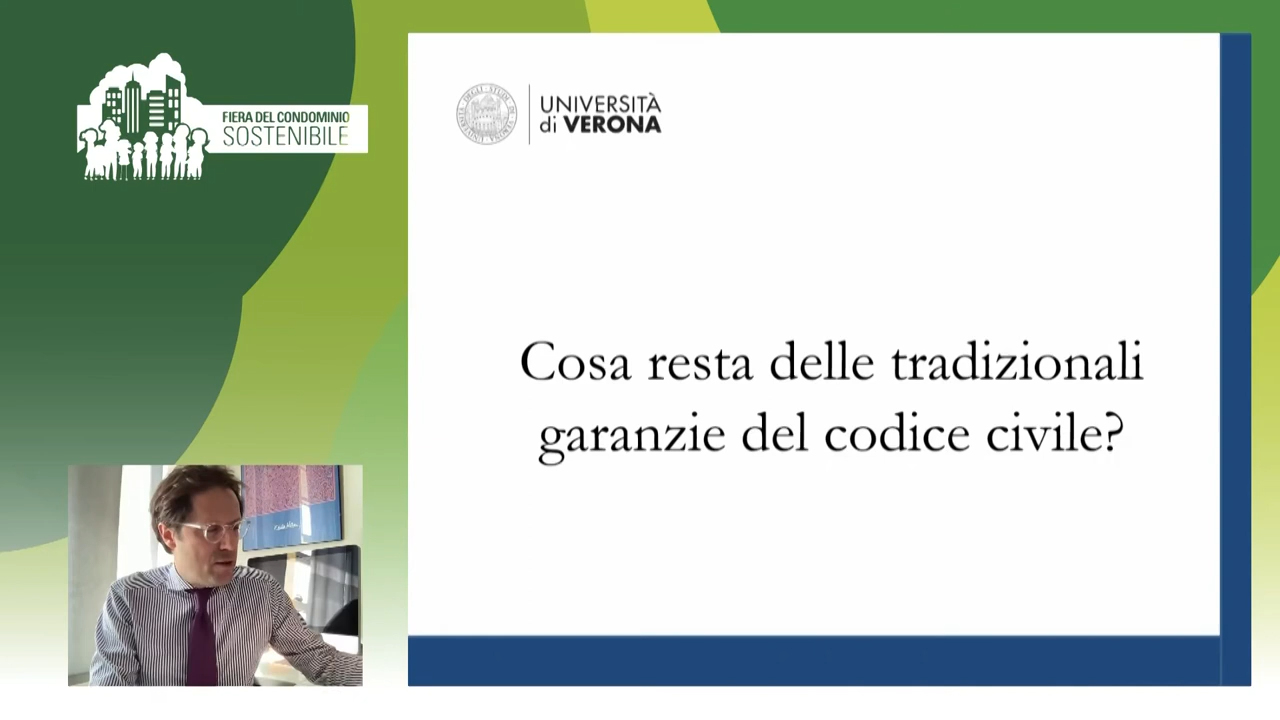 FIERA DEL CONDOMINIO
SOSTENIBILE
UNIVERSITÀ
di VERONA
Cosa resta delle tradizionali
garanzie del codice civile?